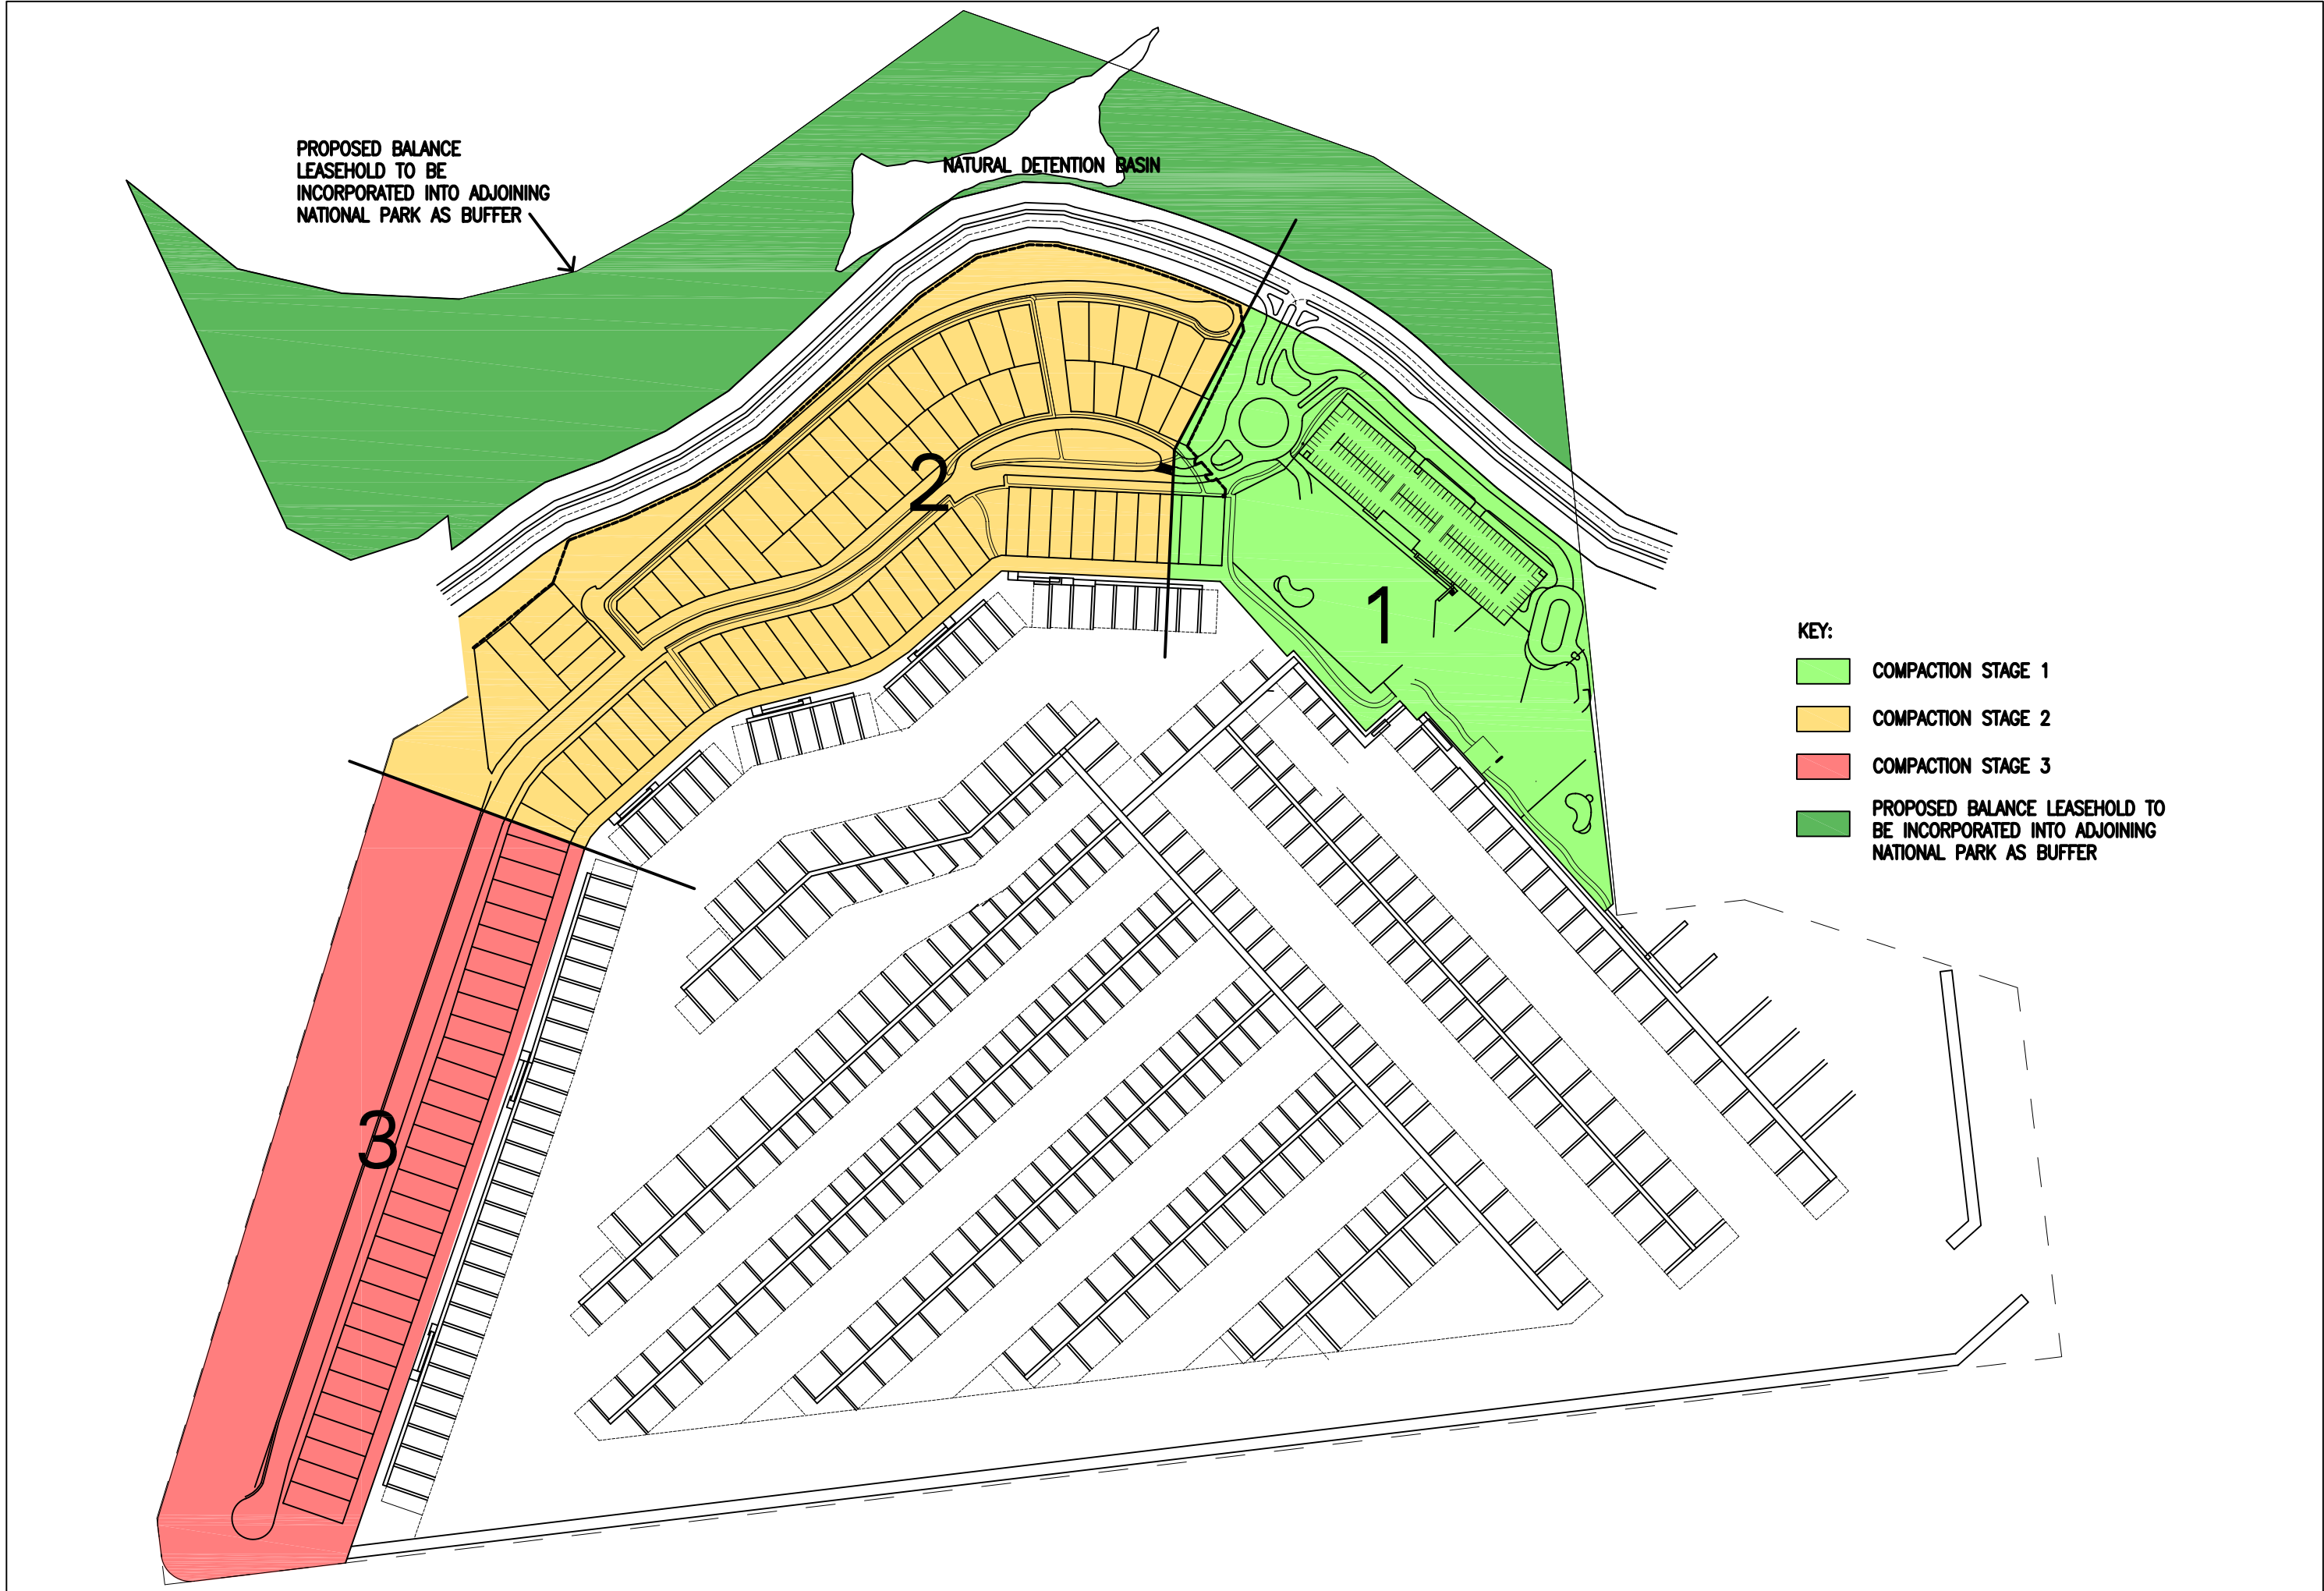 PROPOSED BALANCE
LEASEHOLD TO BE
INCORPORATED INTO ADJOINING
NATIONAL PARK AS BUFFER
NATURAL DETENTION BASIN
2
1
3
KEY:
COMPACTION STAGE 1
COMPACTION STAGE 2
COMPACTION STAGE 3
PROPOSED BALANCE LEASEHOLD TO
BE INCORPORATED INTO ADJOINING
NATIONAL PARK AS BUFFER